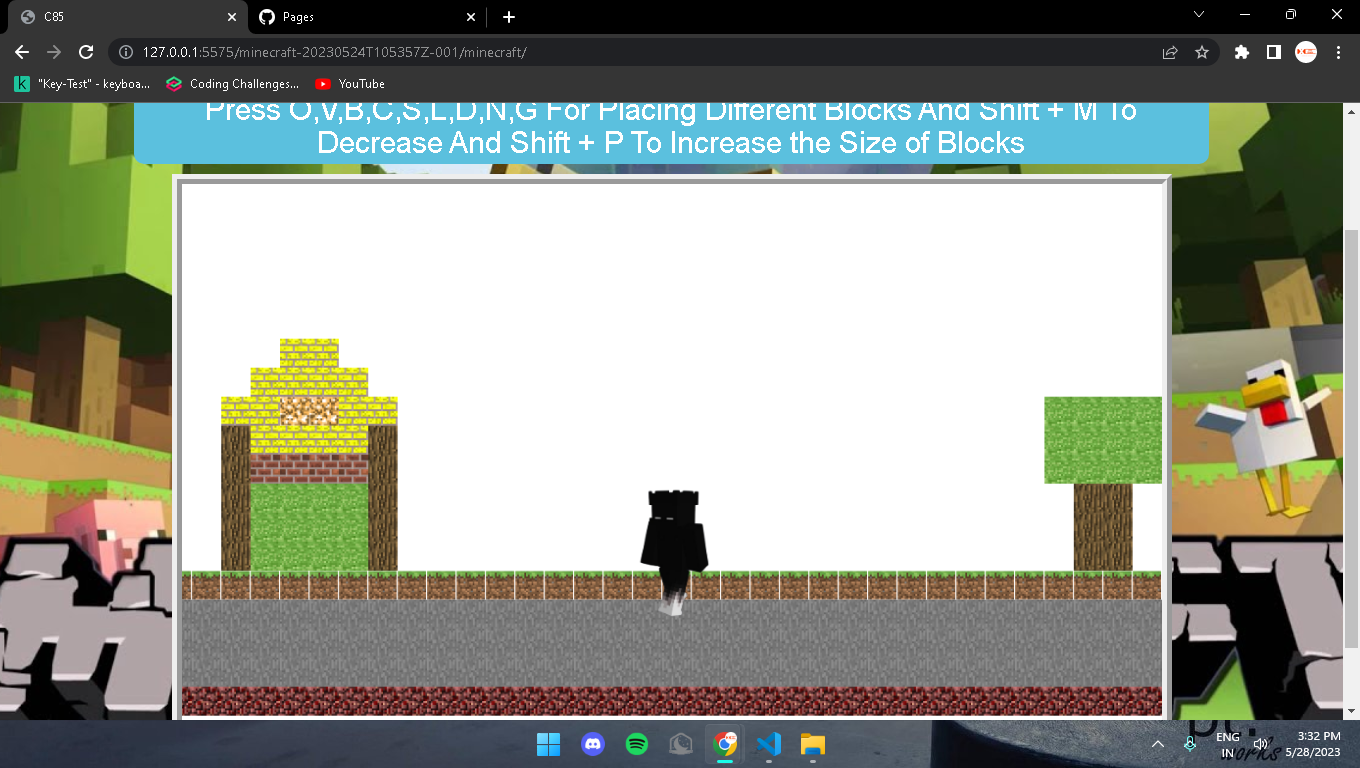 C85
Pages
127.0.0.1:5575/minecraft-20230524T105357Z-001/minecraft/
K
"Key-Test" - keyboa...
Coding Challenges...
YouTube
Press O,V,B,C,S,L,D,N,G For Placing Different Blocks And Shift + M To
Decrease And Shift + P To Increase the Size of Blocks
ENG
IN
3:32 PM
5/28/2023
works